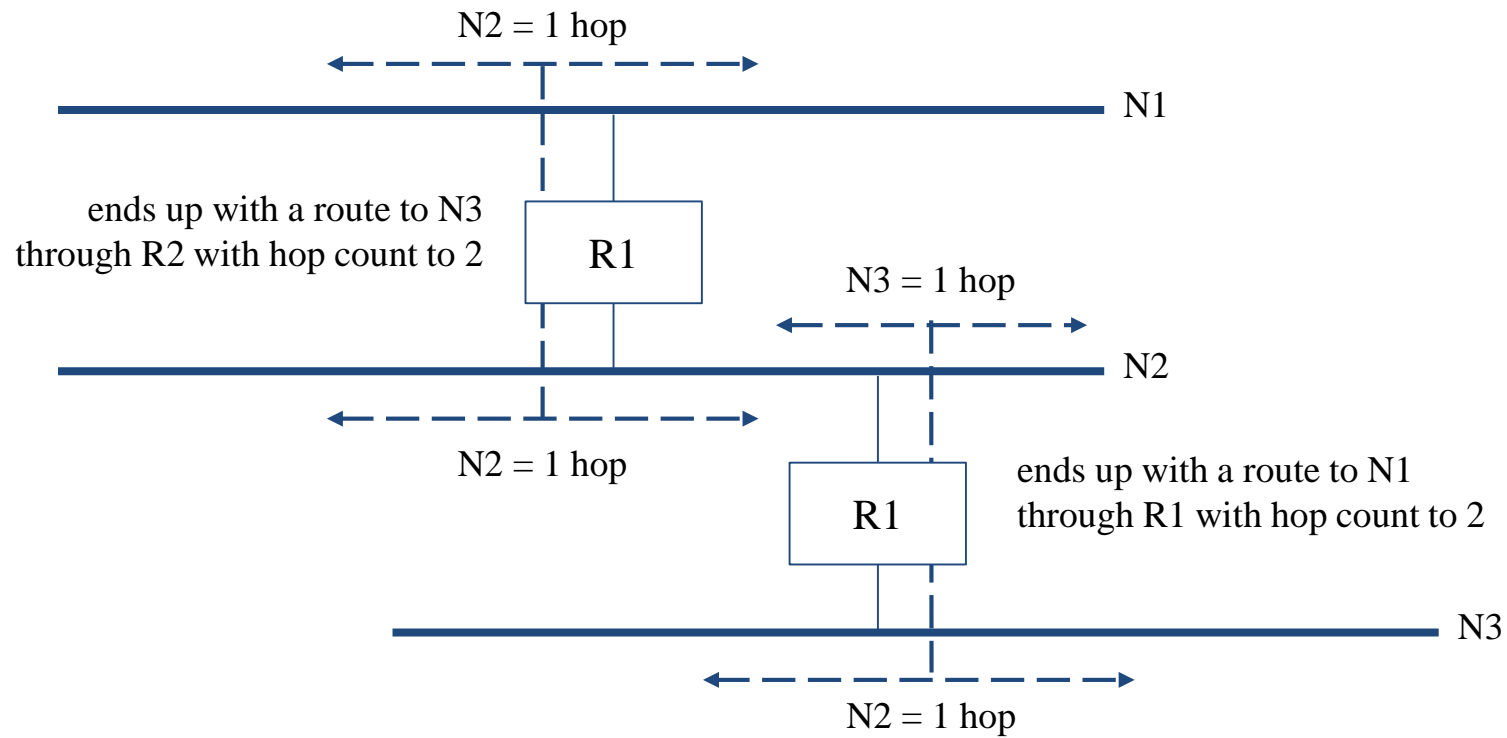 N2 = 1 hop
N1
ends up with a route to N3
through R2 with hop count to 2
R1
N3 = 1 hop
N2
N2 = 1 hop
R1
ends up with a route to N1
through R1 with hop count to 2
N3
N2 = 1 hop